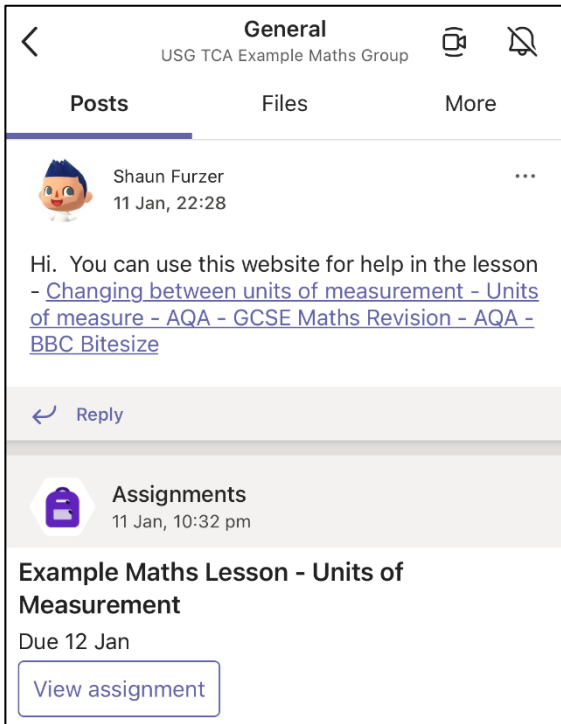 General
USG TCA Example Maths Group
Posts
Files
More
Shaun Furzer
11 Jan, 22:28
Hi.  You can use this website for help in the lesson
- Changing between units of measurement - Units
of measure - AQA - GCSE Maths Revision - AQA -
BBC Bitesize
Reply
Assignments
11 Jan, 10:32 pm
Example Maths Lesson - Units of
Measurement
Due 12 Jan
View assignment